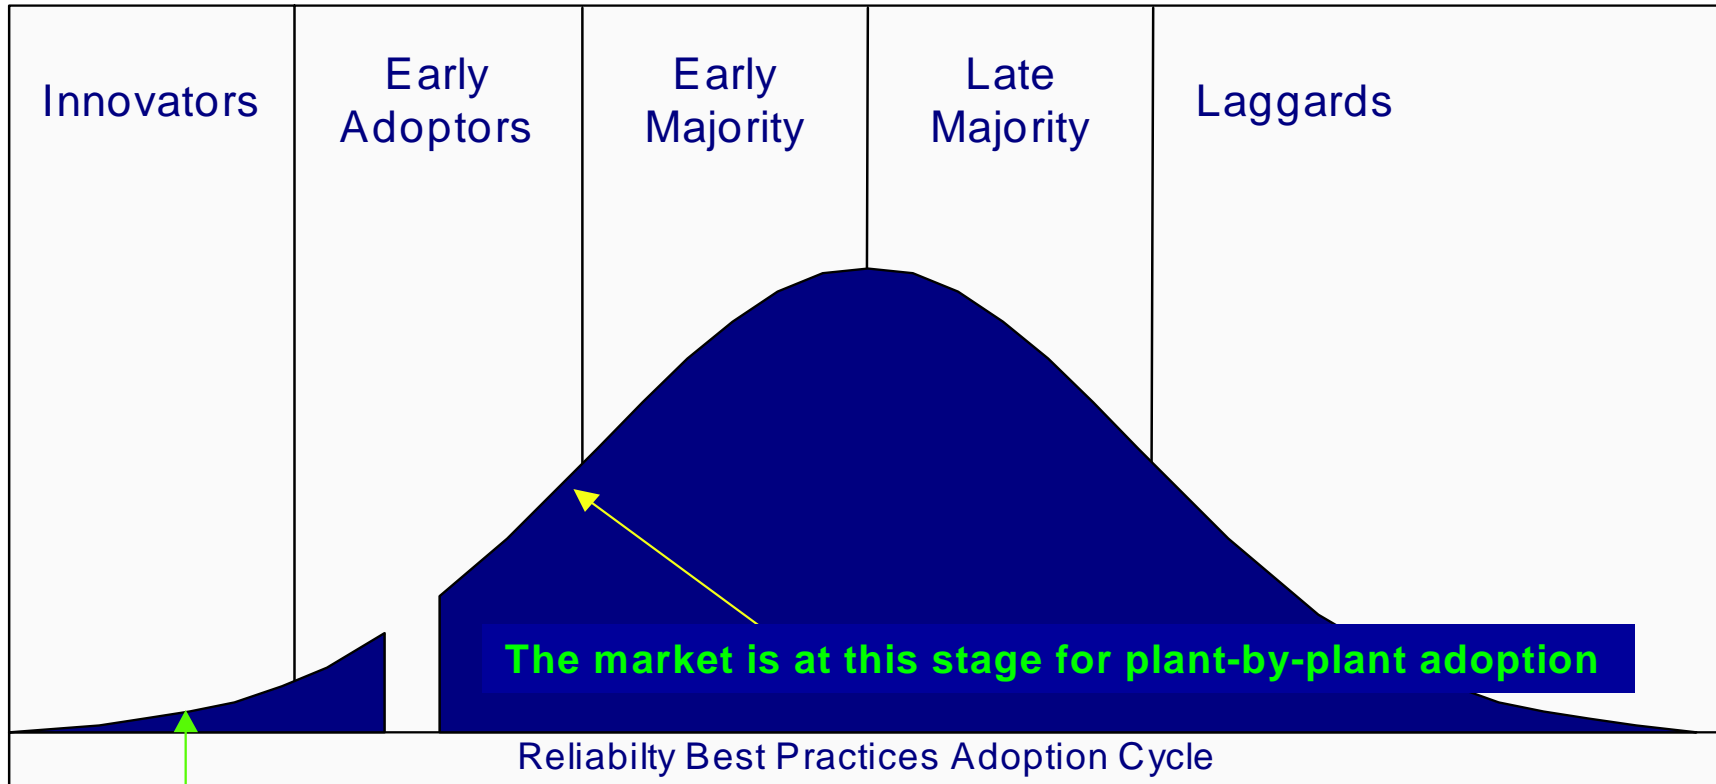 Innovators
Early
Adoptors
Early
Majority
Late
Majority
Laggards
The market is at this stage for plant-by-plant adoption
Reliabilty Best Practices Adoption Cycle